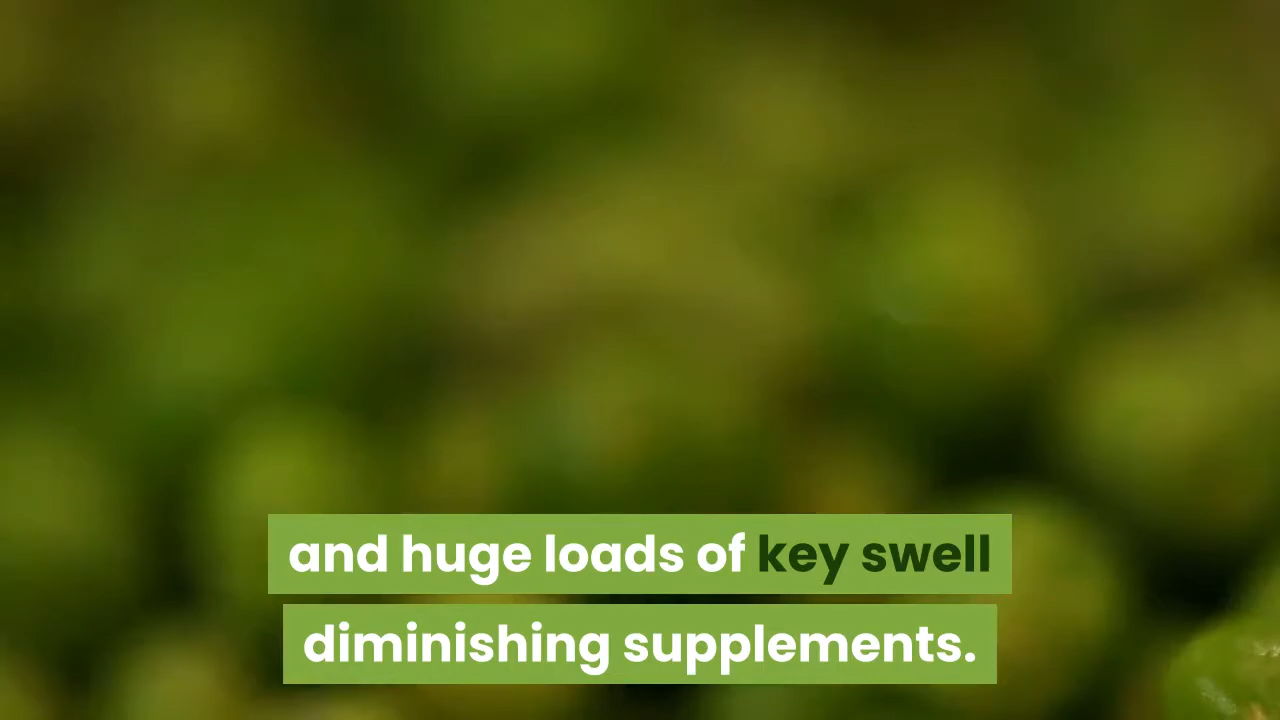 and huge loads of key swell
diminishing supplements.